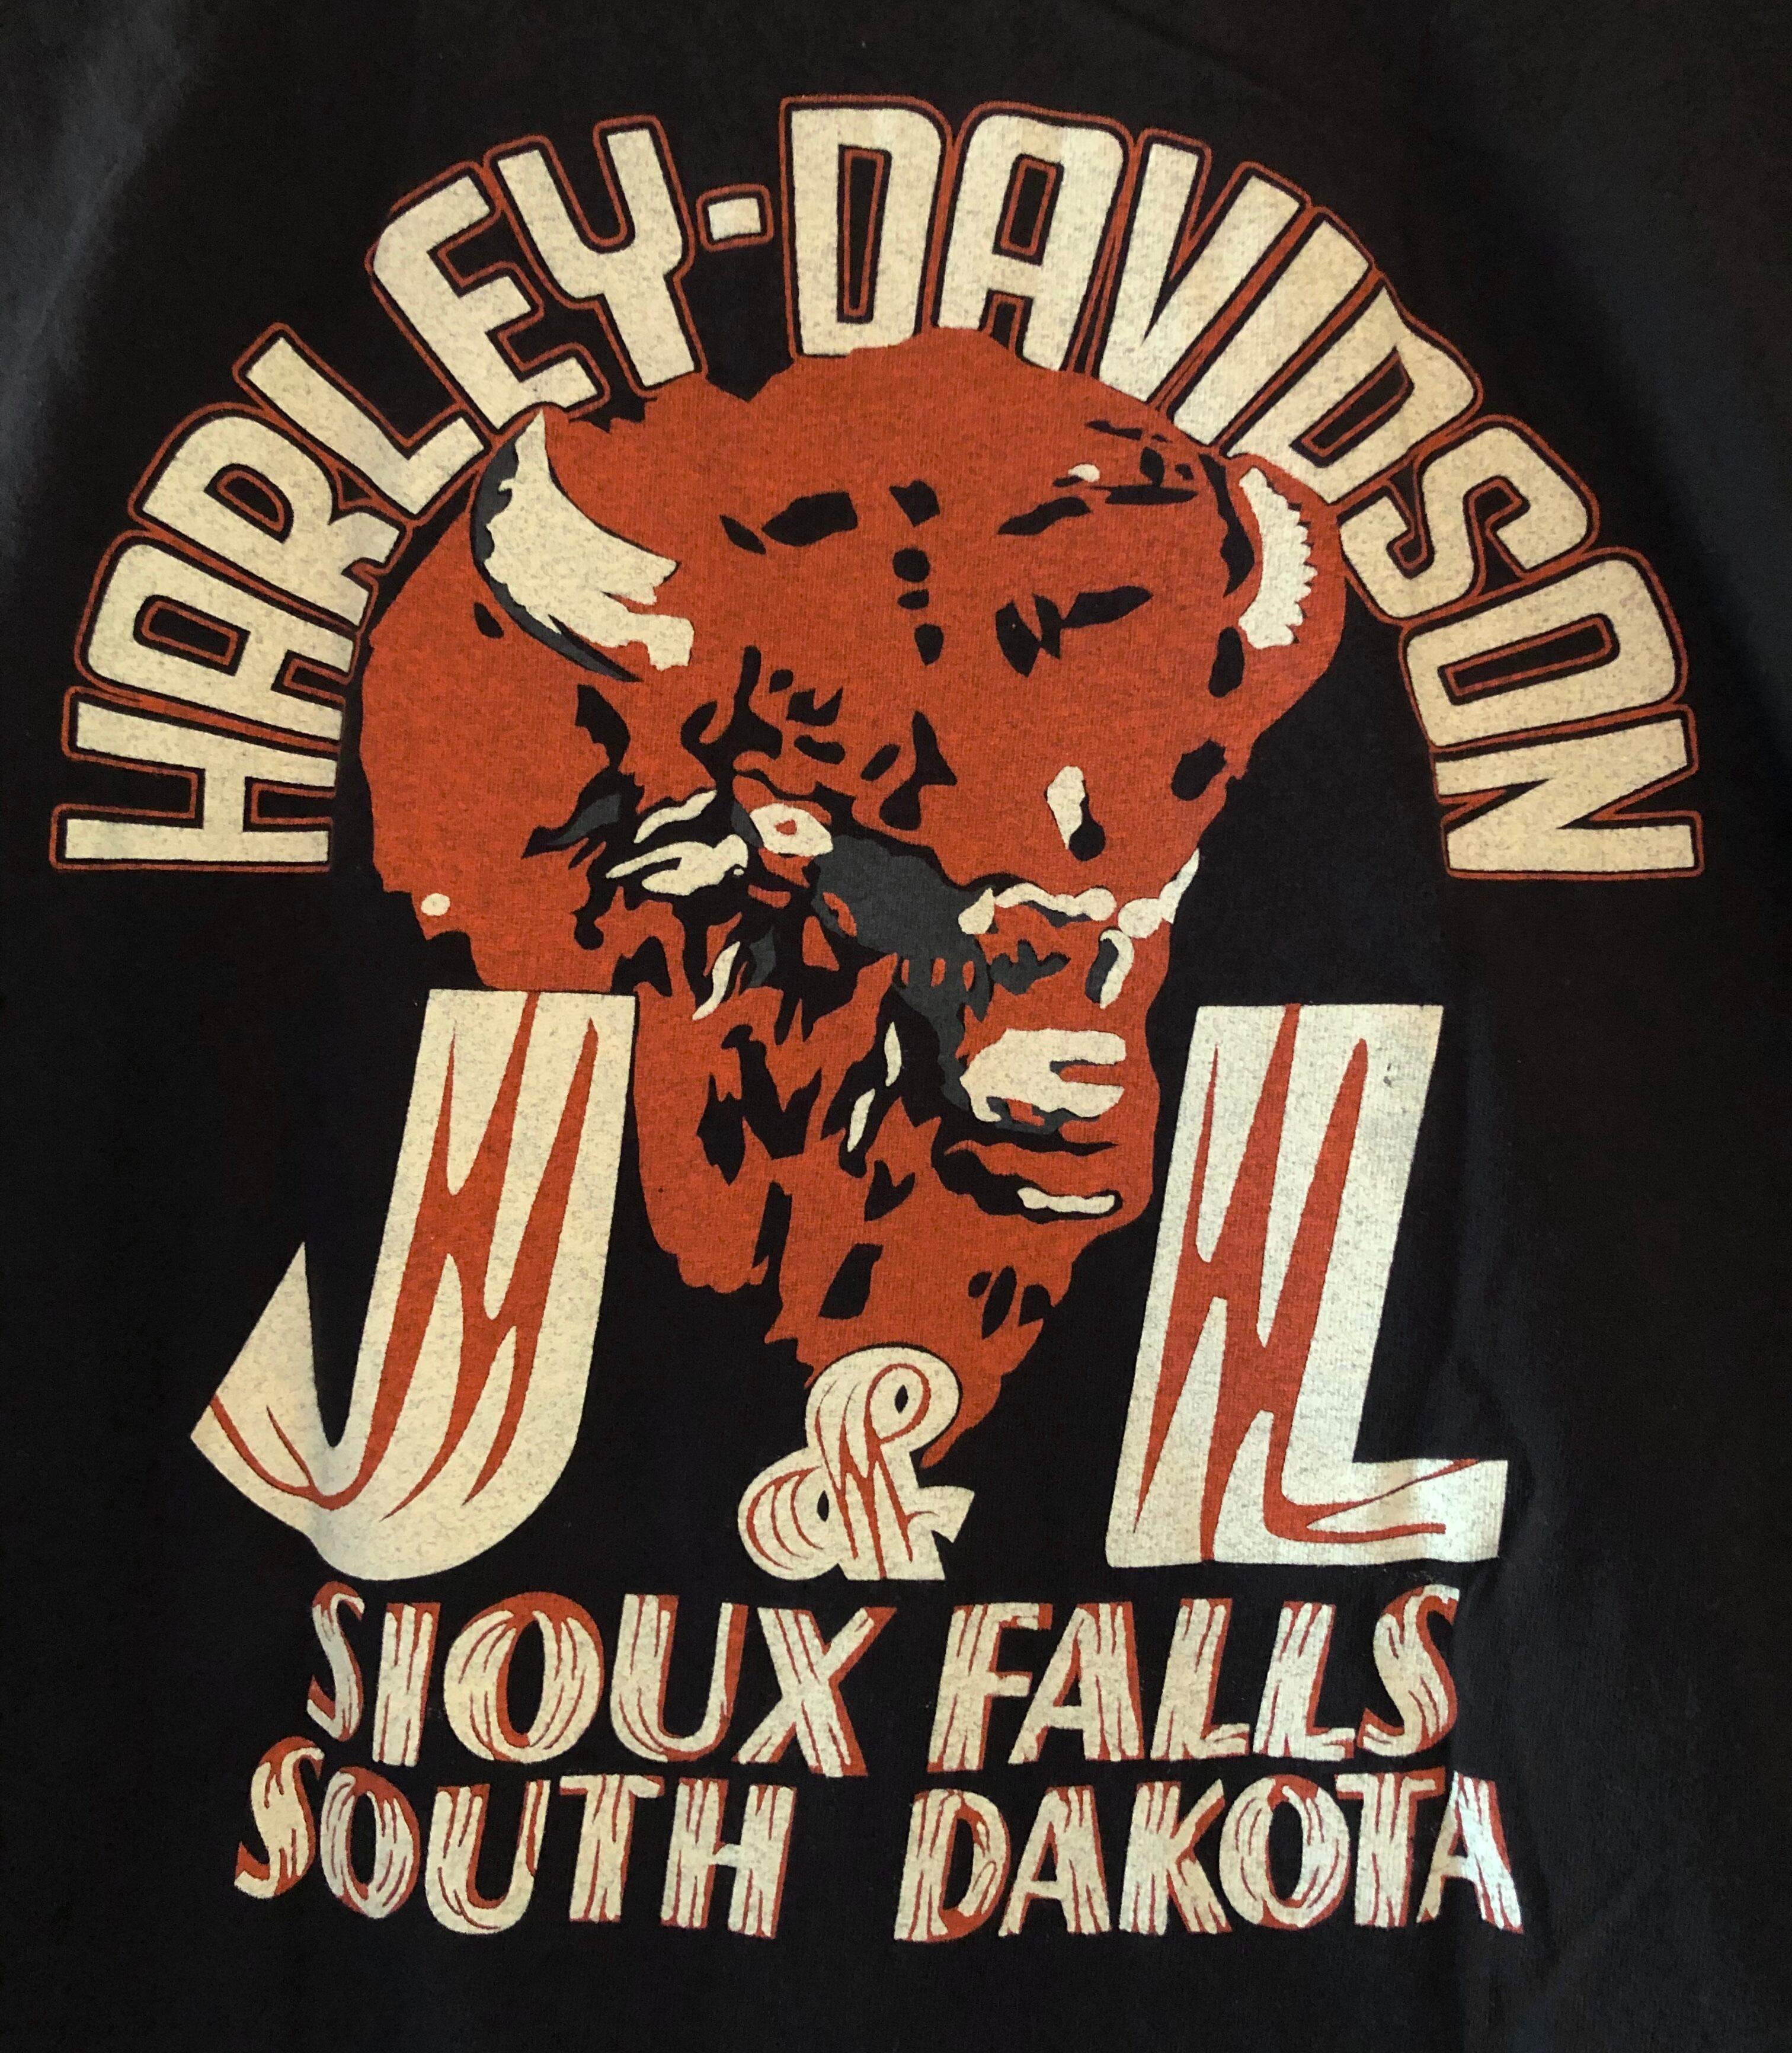 HARLEY-DAVIDSON
J & L
SIOUX FALLS
SOUTH DAKOTA